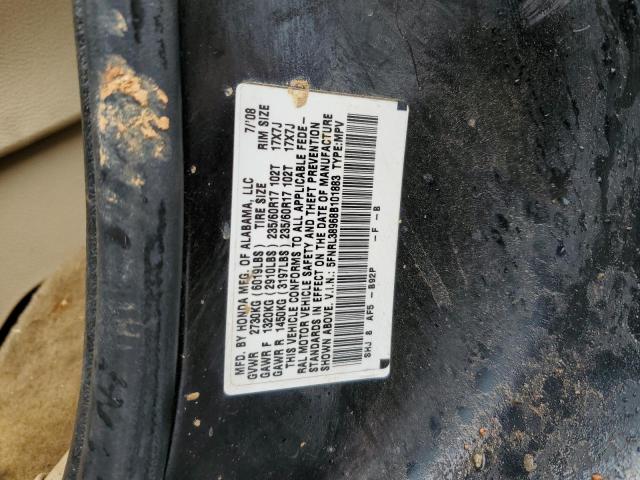 MFD. BY HONDA MFG. OF ALABAMA, LLC 7/'08
GVWR 2730KG (6019LBS) TIRE SIZE RIM SIZE
GAWR F 1320KG (2910LBS) 235/60R17 102T 17X7J
GAWR R 1450KG (3197LBS) 235/60R17 102T 17X7J
THIS VEHICLE CONFORMS TO ALL APPLICABLE FEDE-
RAL MOTOR VEHICLE SAFETY AND THEFT PREVENTION
STANDARDS IN EFFECT ON THE DATE OF MANUFACTURE
SHOWN ABOVE. V.I.N.: 5FNRL38968B101883 TYPE:MPV
SHJ 8 AF5 -B92P -F -B